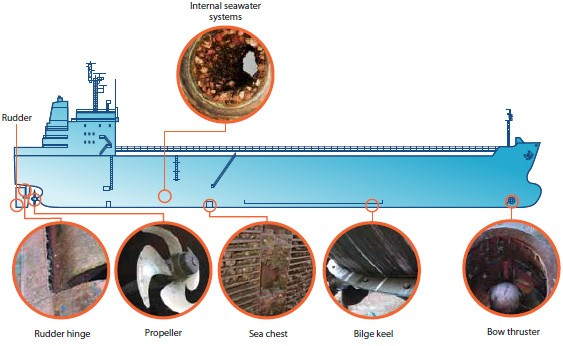 Internal seawater
systems
Rudder
Rudder hinge
Propeller
Sea chest
Bilge keel
Bow thruster